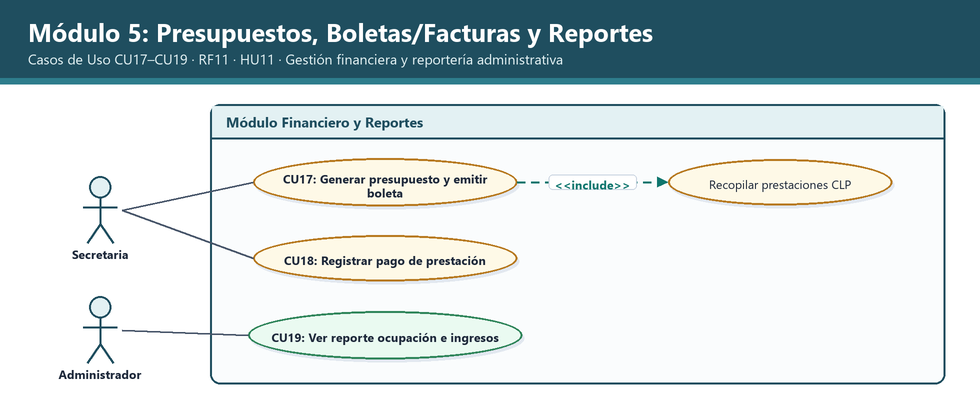 Módulo 5: Presupuestos, Boletas/Facturas y Reportes
Casos de Uso CU17–CU19 · RF11 · HU11 · Gestión financiera y reportería administrativa
Módulo Financiero y Reportes
CU17: Generar presupuesto y emitir
boleta
<<include>>
Recopilar prestaciones CLP
Secretaria
CU18: Registrar pago de prestación
CU19: Ver reporte ocupación e ingresos
Administrador